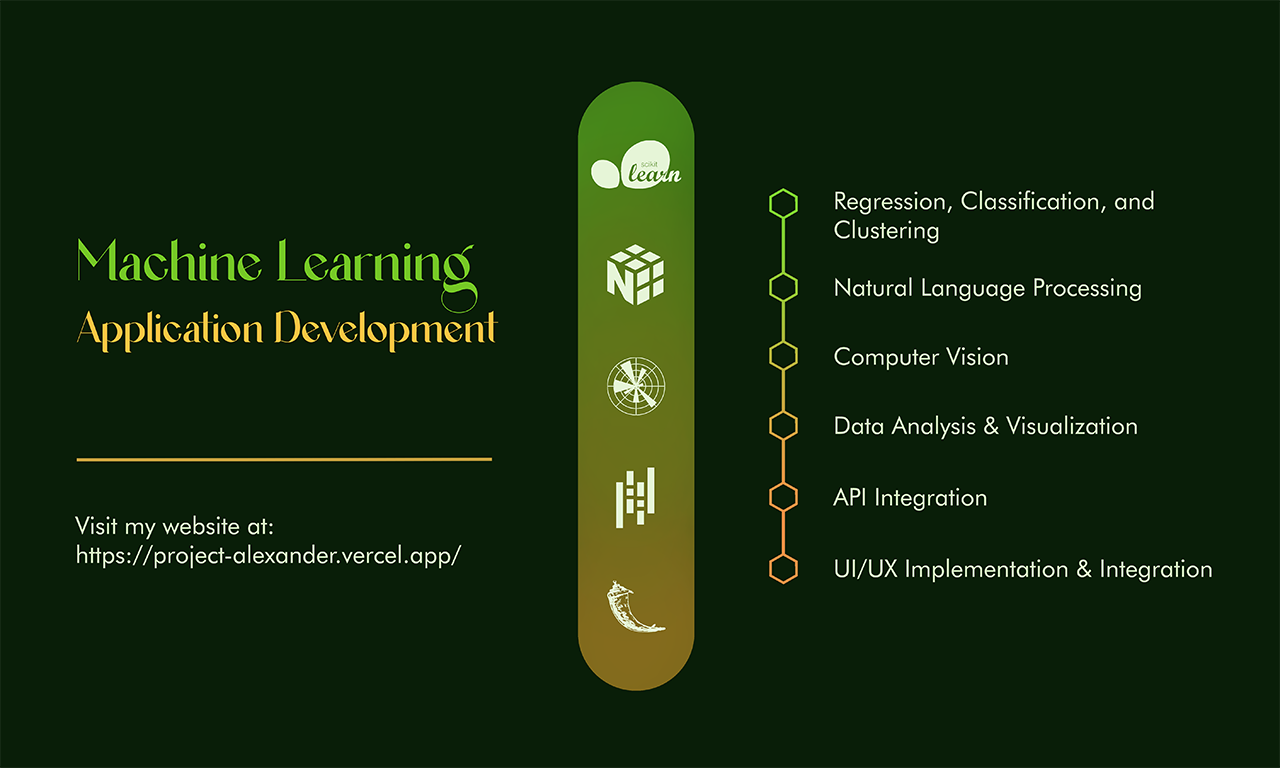 Machine Learning
Application Development
Visit my website at:
https://project-alexander.vercel.app/
scikit
learn
N
Regression, Classification, and
Clustering
Natural Language Processing
Computer Vision
Data Analysis & Visualization
API Integration
UI/UX Implementation & Integration